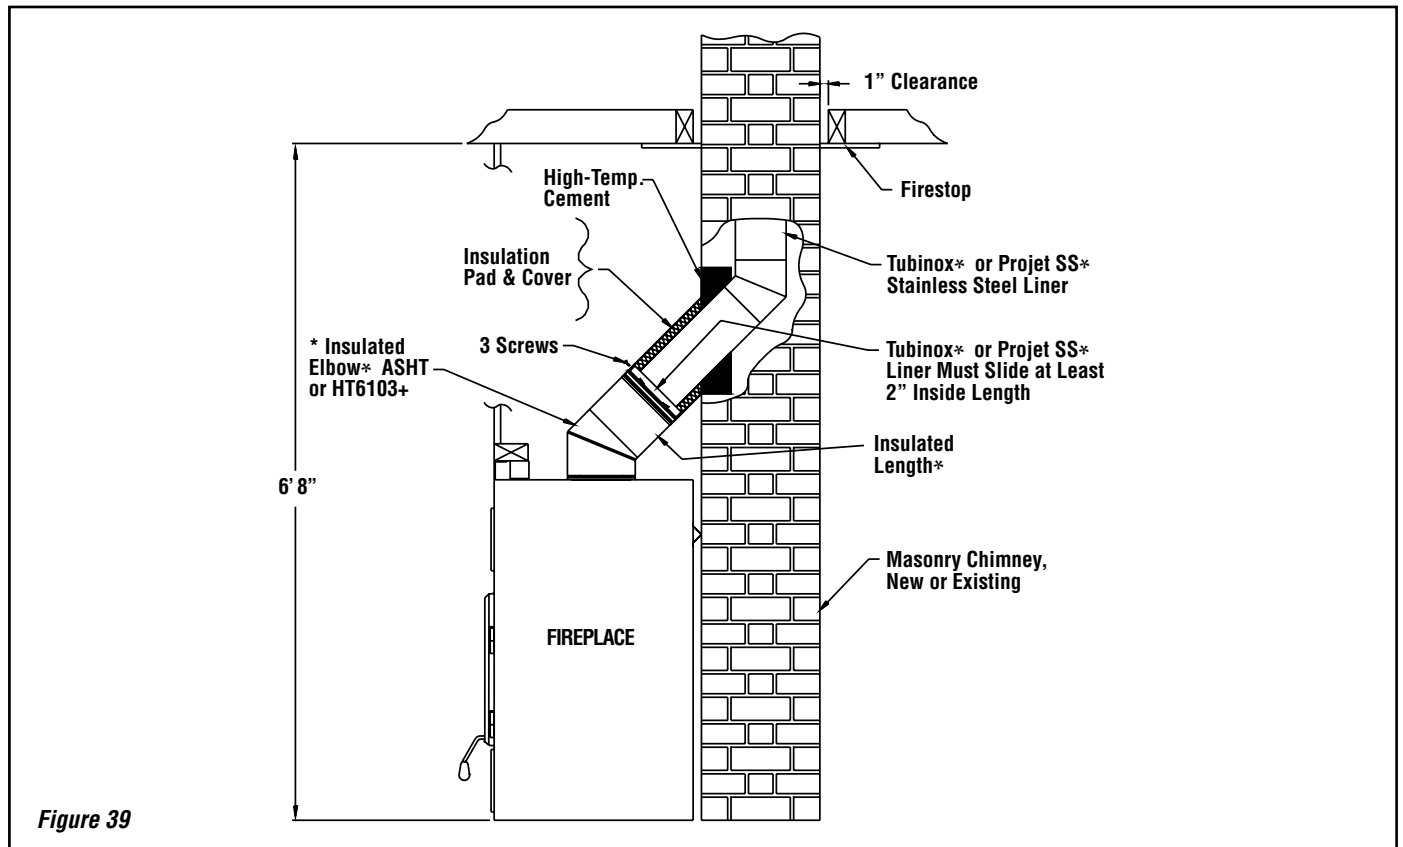 1” Clearance
Firestop
High-Temp.
Cement
Insulation
Pad & Cover
Tubinox* or Projet SS*
Stainless Steel Liner
3 Screws
* Insulated
Elbow* ASHT
or HT6103+
Tubinox* or Projet SS*
Liner Must Slide at Least
2” Inside Length
Insulated
Length*
6’ 8”
Masonry Chimney,
New or Existing
FIREPLACE
Figure 39